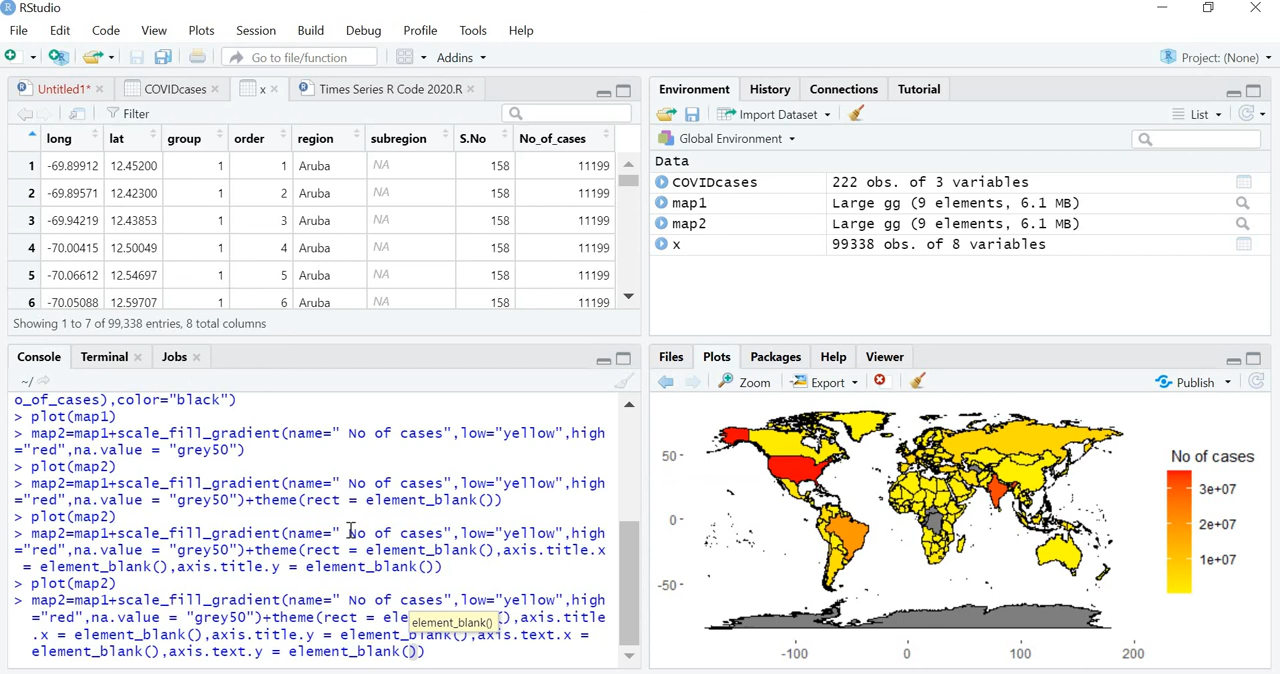 RStudio
File Edit Code View Plots Session Build Debug Profile Tools Help
Go to file/function Addins Project: (None)
Untitled1* COVIDcases x Times Series R Code 2020.R
Filter
long lat group order region subregion S.No No_of_cases
1 -69.89912 12.45200 1 1 Aruba NA 158 11199
2 -69.89571 12.42300 1 2 Aruba NA 158 11199
3 -69.94219 12.43853 1 3 Aruba NA 158 11199
4 -70.00415 12.50049 1 4 Aruba NA 158 11199
5 -70.06612 12.54697 1 5 Aruba NA 158 11199
6 -70.05088 12.59707 1 6 Aruba NA 158 11199
Showing 1 to 7 of 99,338 entries, 8 total columns
Environment History Connections Tutorial
Import Dataset List
Global Environment
Data
COVIDcases 222 obs. of 3 variables
map1 Large gg (9 elements, 6.1 MB)
map2 Large gg (9 elements, 6.1 MB)
x 99338 obs. of 8 variables
Console Terminal Jobs
~/
o_of_cases),color="black")
> plot(map1)
> map2=map1+scale_fill_gradient(name=" No of cases",low="yellow",high
="red",na.value = "grey50")
> plot(map2)
> map2=map1+scale_fill_gradient(name=" No of cases",low="yellow",high
="red",na.value = "grey50")+theme(rect = element_blank())
> plot(map2)
> map2=map1+scale_fill_gradient(name=" No of cases",low="yellow",high
="red",na.value = "grey50")+theme(rect = element_blank(),axis.title.x
= element_blank(),axis.title.y = element_blank())
> plot(map2)
> map2=map1+scale_fill_gradient(name=" No of cases",low="yellow",high
="red",na.value = "grey50")+theme(rect = ele ),axis.title
element_blank()
.x = element_blank(),axis.title.y = element_blank(),axis.text.x =
element_blank(),axis.text.y = element_blank())
Files Plots Packages Help Viewer
Zoom Export Publish
50
0
-50
-100 0 100 200
No of cases
3e+07
2e+07
1e+07